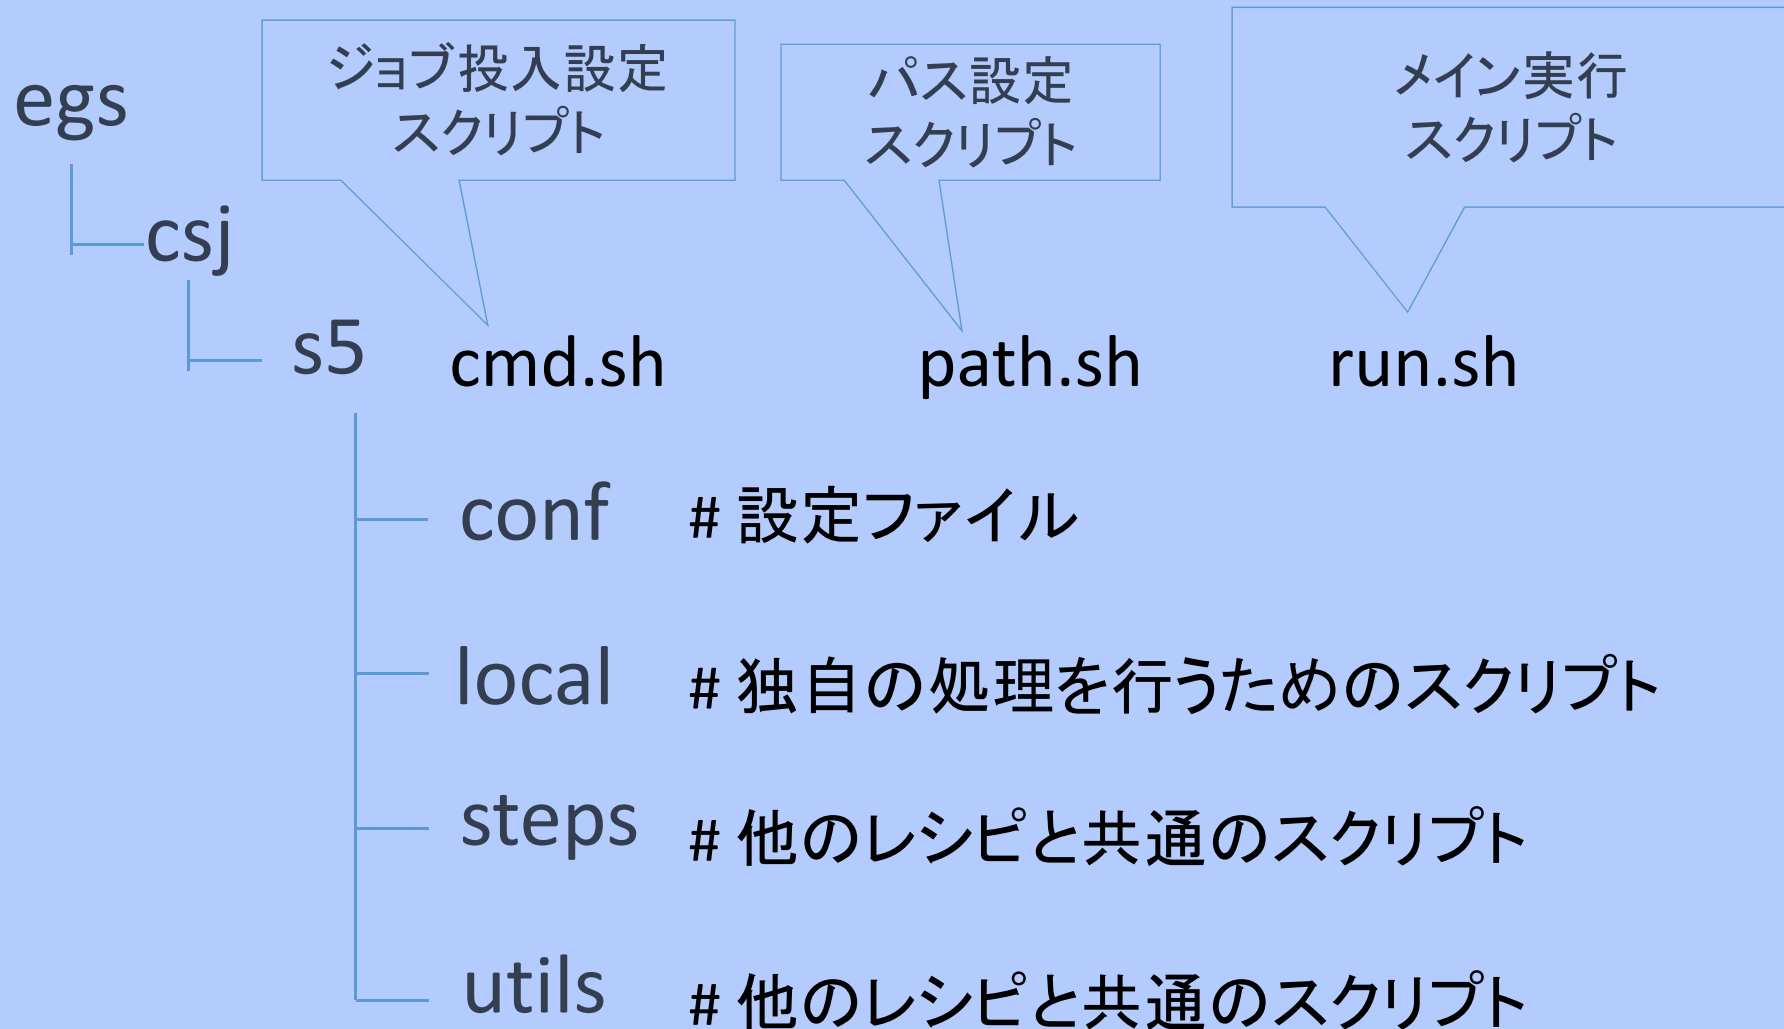 egs
ジョブ投入設定
スクリプト
パス設定
スクリプト
メイン実行
スクリプト
csj
s5
cmd.sh
path.sh
run.sh
conf # 設定ファイル
local # 独自の処理を行うためのスクリプト
steps # 他のレシピと共通のスクリプト
utils # 他のレシピと共通のスクリプト